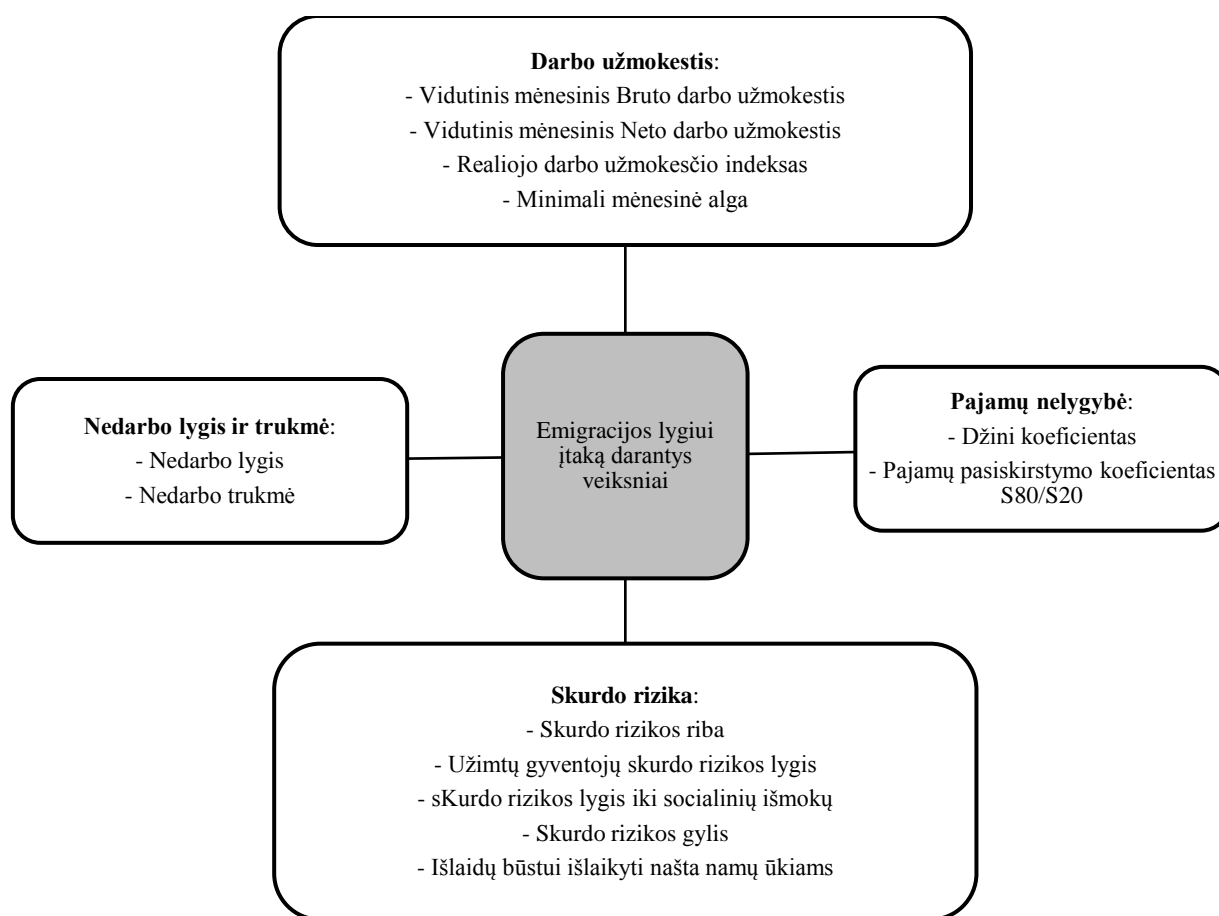 Darbo užmokestis:
- Vidutinis mėnesinis Bruto darbo užmokestis
- Vidutinis mėnesinis Neto darbo užmokestis
- Realiojo darbo užmokesčio indeksas
- Minimali mėnesinė alga
Nedarbo lygis ir trukmė:
- Nedarbo lygis
- Nedarbo trukmė
Emigracijos lygiui
įtaką darantys
veiksniai
Pajamų nelygybė:
- Džini koeficientas
- Pajamų pasiskirstymo koeficientas
S80/S20
Skurdo rizika:
- Skurdo rizikos riba
- Užimtų gyventojų skurdo rizikos lygis
- sKurdo rizikos lygis iki socialinių išmokų
- Skurdo rizikos gylis
- Išlaidų būstui išlaikyti našta namų ūkiams